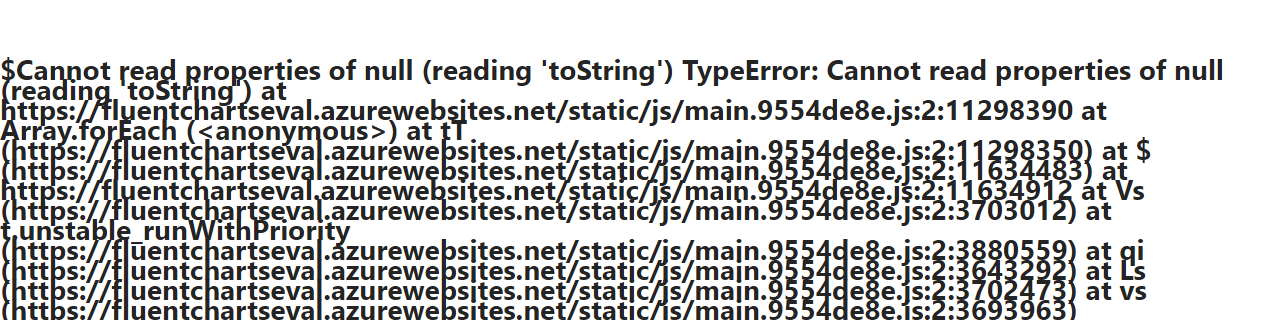 $Cannot read properties of null (reading 'toString') TypeError: Cannot read properties of null
(reading 'toString') at
https://fluentchartseval.azurewebsites.net/static/js/main.9554de8e.js:2:11298390 at
Array.forEach (<anonymous>) at tT
(https://fluentchartseval.azurewebsites.net/static/js/main.9554de8e.js:2:11298350) at $
(https://fluentchartseval.azurewebsites.net/static/js/main.9554de8e.js:2:11634483) at
https://fluentchartseval.azurewebsites.net/static/js/main.9554de8e.js:2:11634912 at Vs
(https://fluentchartseval.azurewebsites.net/static/js/main.9554de8e.js:2:3703012) at
t.unstable_runWithPriority
(https://fluentchartseval.azurewebsites.net/static/js/main.9554de8e.js:2:3880559) at qi
(https://fluentchartseval.azurewebsites.net/static/js/main.9554de8e.js:2:3643292) at Ls
(https://fluentchartseval.azurewebsites.net/static/js/main.9554de8e.js:2:3702473) at vs
(https://fluentchartseval.azurewebsites.net/static/js/main.9554de8e.js:2:3693963)